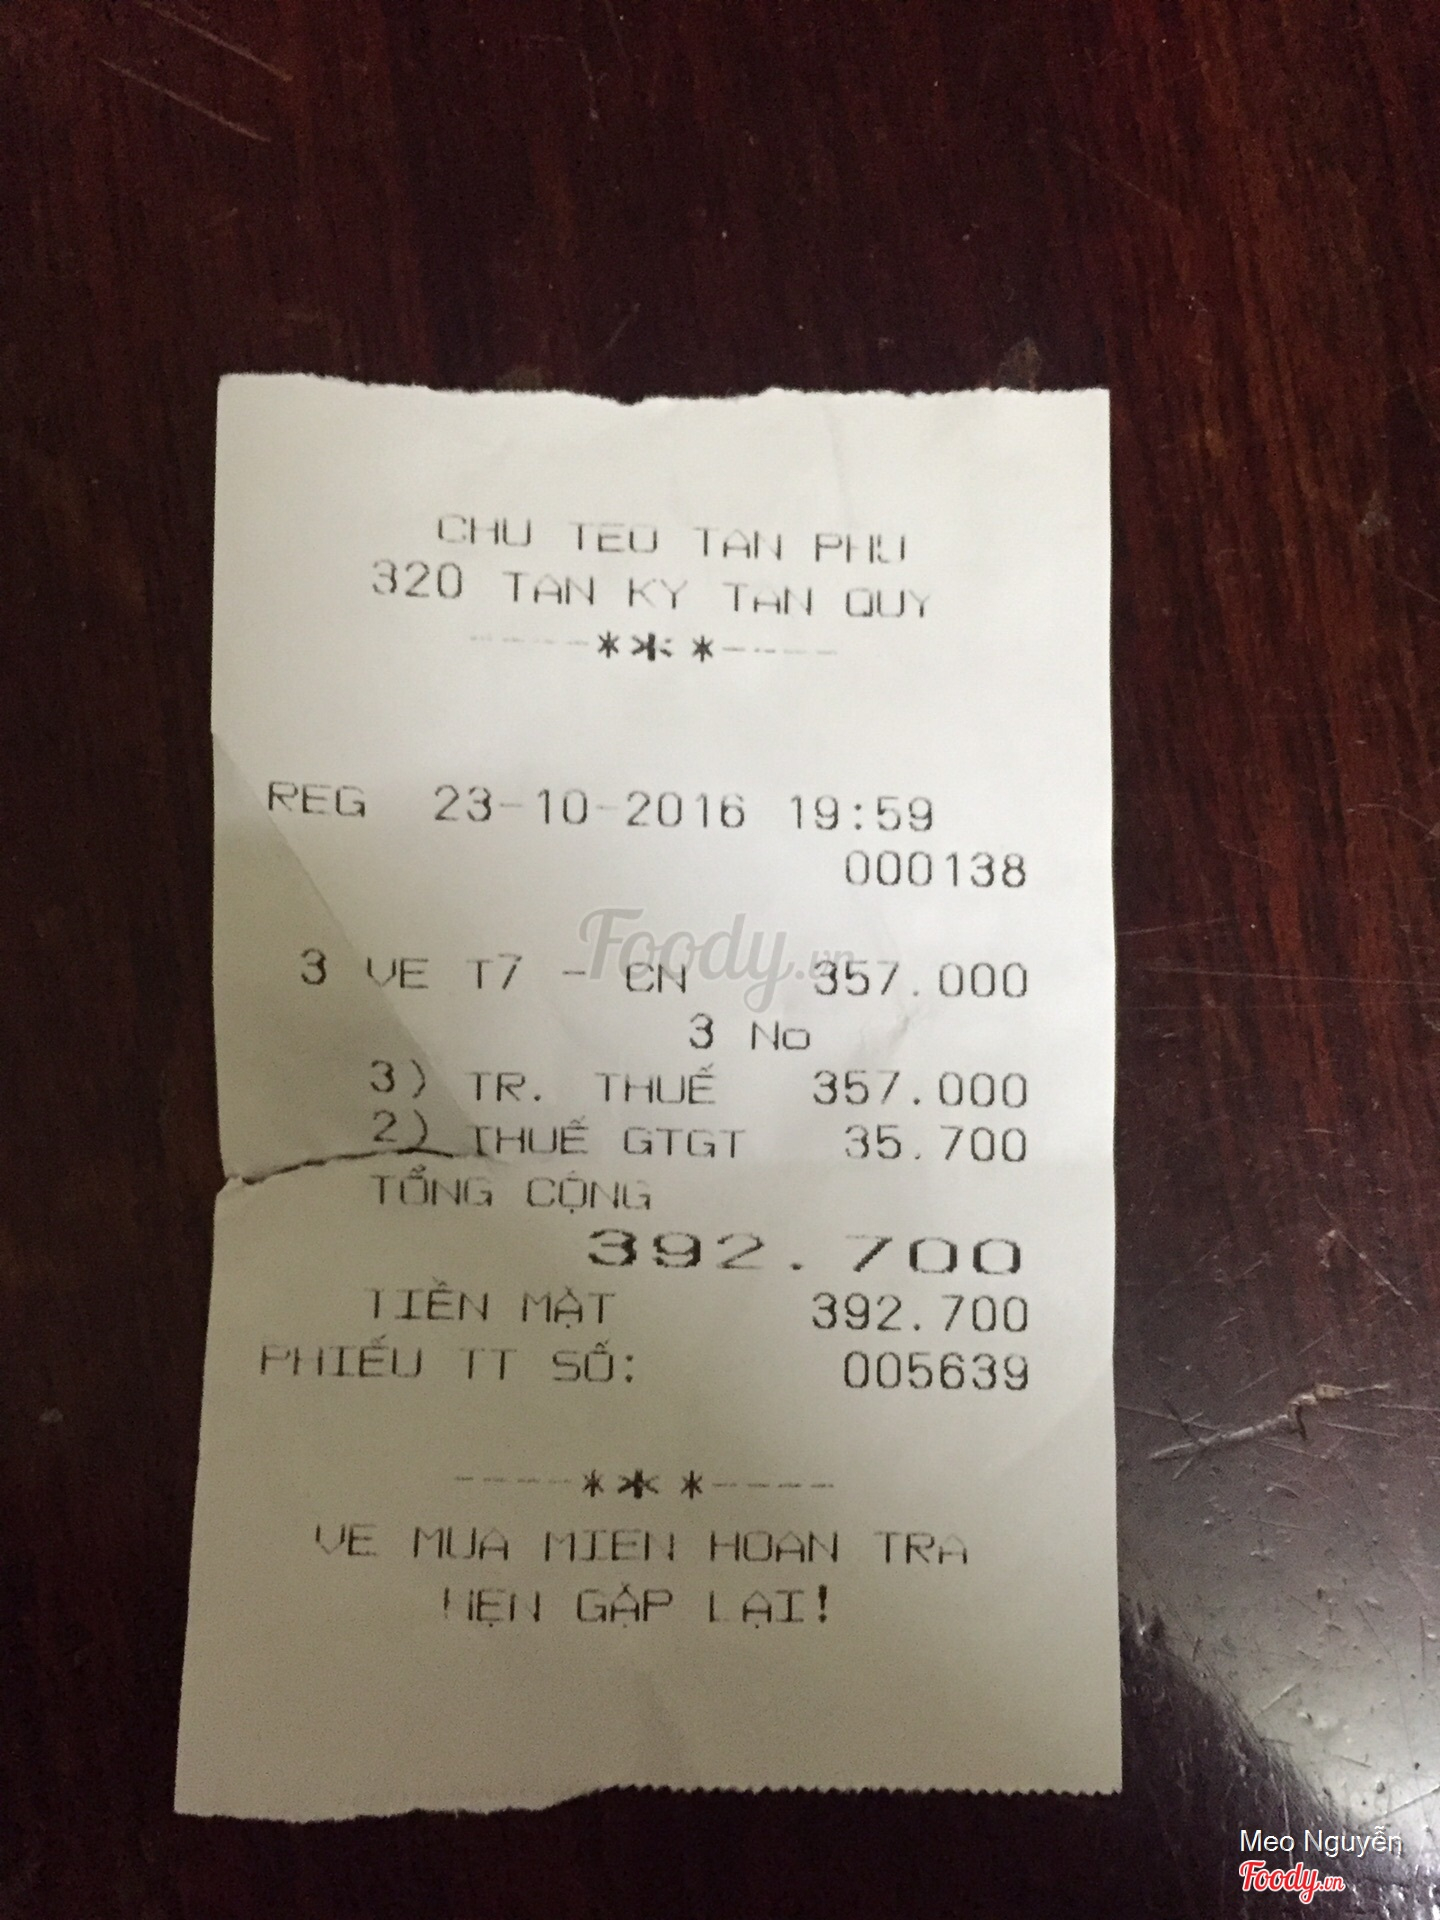 CHU TEO TAN PHU
320 TAN KY TAN QUY
-----***-----
REG 23-10-2016 19:59
000138
3 VE T7 - CN 357.000
3 No
3) TR. THUẾ 357.000
2) THUẾ GTGT 35.700
TỔNG CỘNG
392.700
TIỀN MẶT 392.700
PHIẾU TT SỐ: 005639
-----***-----
VE MUA MIEN HOAN TRA
HẸN GẶP LẠI!
Foody.vn
Meo Nguyễn
Foody.vn